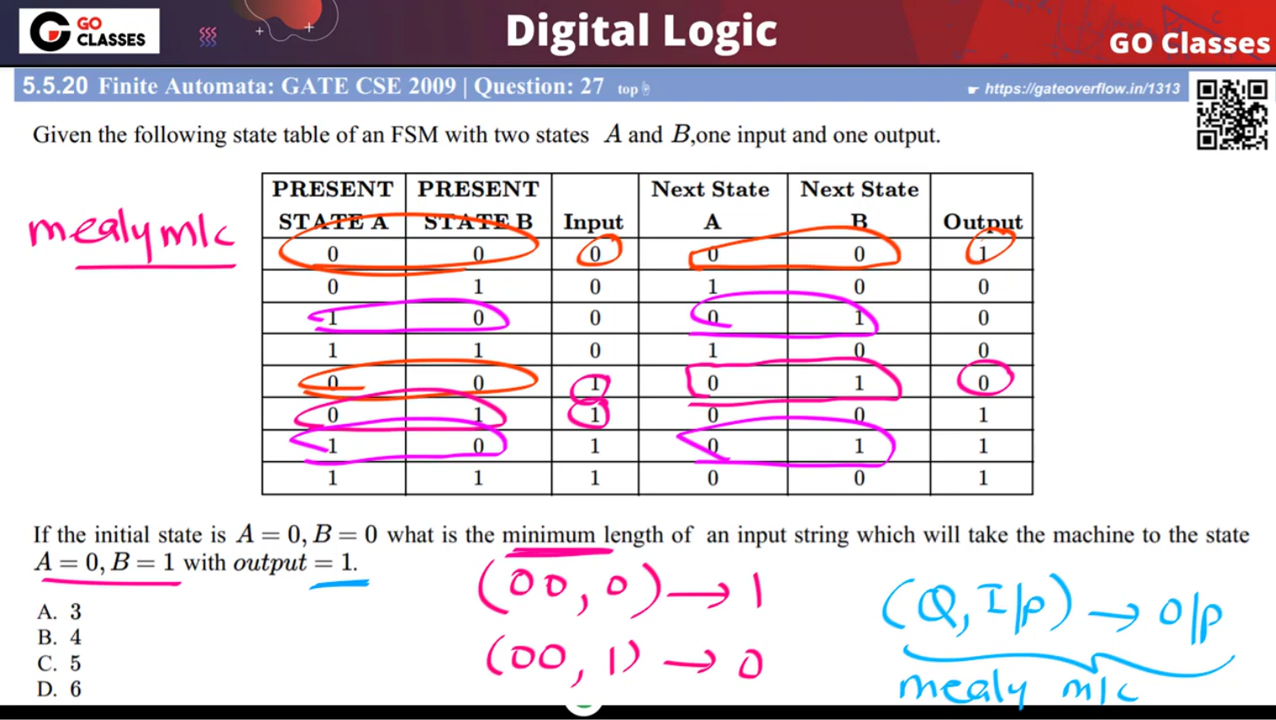 GO
CLASSES
Digital Logic
GO Classes
5.5.20 Finite Automata: GATE CSE 2009 | Question: 27 top
https://gateoverflow.in/1313
Given the following state table of an FSM with two states A and B,one input and one output.
mealy m/c
PRESENT STATE A PRESENT STATE B Input Next State A Next State B Output
0 0 0 0 0 1
0 1 0 1 0 0
1 0 0 0 1 0
1 1 0 1 0 0
0 0 1 0 1 0
0 1 1 0 0 1
1 0 1 0 1 1
1 1 1 0 0 1
If the initial state is A = 0, B = 0 what is the minimum length of an input string which will take the machine to the state
A = 0, B = 1 with output = 1.
A. 3
B. 4
C. 5
D. 6
(00, 0) → 1
(00, 1) → 0
(Q, I/p) → O/p
mealy m/c